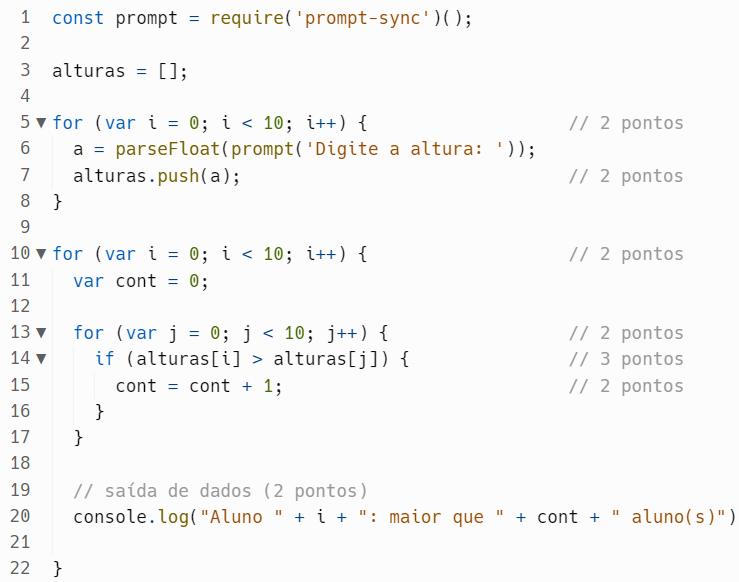 1 const prompt = require('prompt-sync')();
2
3 alturas = [];
4
5 for (var i = 0; i < 10; i++) { // 2 pontos
6 a = parseFloat(prompt('Digite a altura: '));
7 alturas.push(a); // 2 pontos
8 }
9
10 for (var i = 0; i < 10; i++) { // 2 pontos
11 var cont = 0;
12
13 for (var j = 0; j < 10; j++) { // 2 pontos
14 if (alturas[i] > alturas[j]) { // 3 pontos
15 cont = cont + 1; // 2 pontos
16 }
17 }
18
19 // saída de dados (2 pontos)
20 console.log("Aluno " + i + ": maior que " + cont + " aluno(s)")
21
22 }